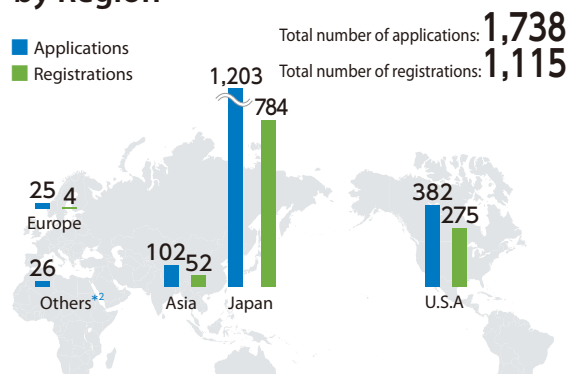 by Region
Applications
Registrations
Total number of applications: 1,738
Total number of registrations: 1,115
1,203
784
25
4
Europe
382
275
102
52
26
Others*2
Asia
Japan
U.S.A